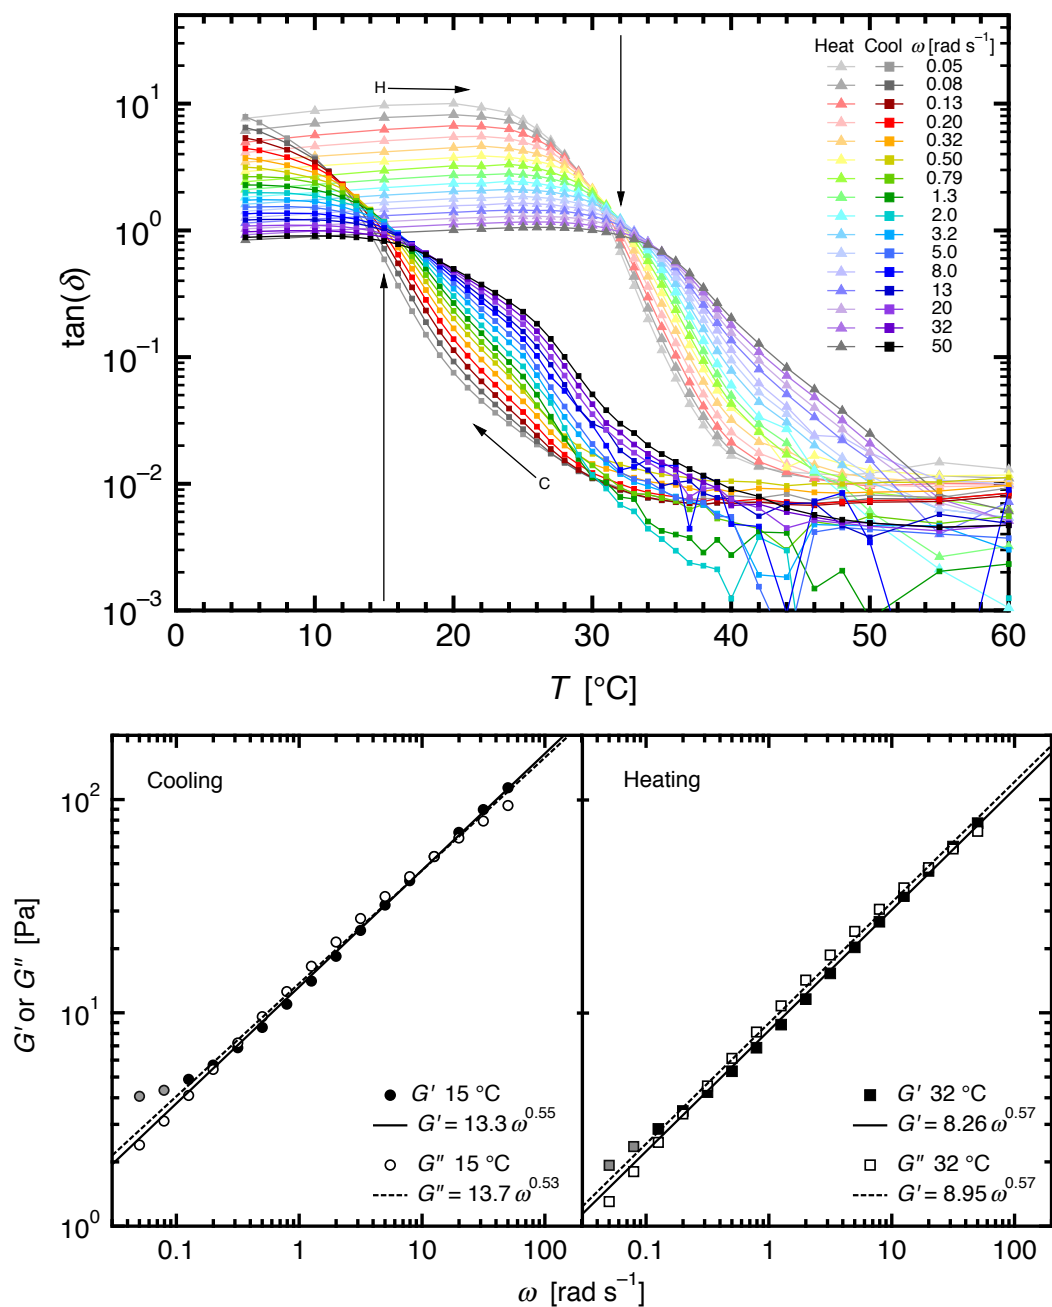 Heat Cool ω [rad s⁻¹]
0.05
0.08
0.13
0.20
0.32
0.50
0.79
1.3
2.0
3.2
5.0
8.0
13
20
32
50
H
C
tan(δ)
10¹
10⁰
10⁻¹
10⁻²
10⁻³
0 10 20 30 40 50 60
T [°C]
Cooling
Heating
G′ or G″ [Pa]
10²
10¹
10⁰
G′ 15 °C
G′ = 13.3 ω⁰·⁵⁵
G″ 15 °C
G″ = 13.7 ω⁰·⁵³
G′ 32 °C
G′ = 8.26 ω⁰·⁵⁷
G″ 32 °C
G′ = 8.95 ω⁰·⁵⁷
0.1 1 10 100
0.1 1 10 100
ω [rad s⁻¹]